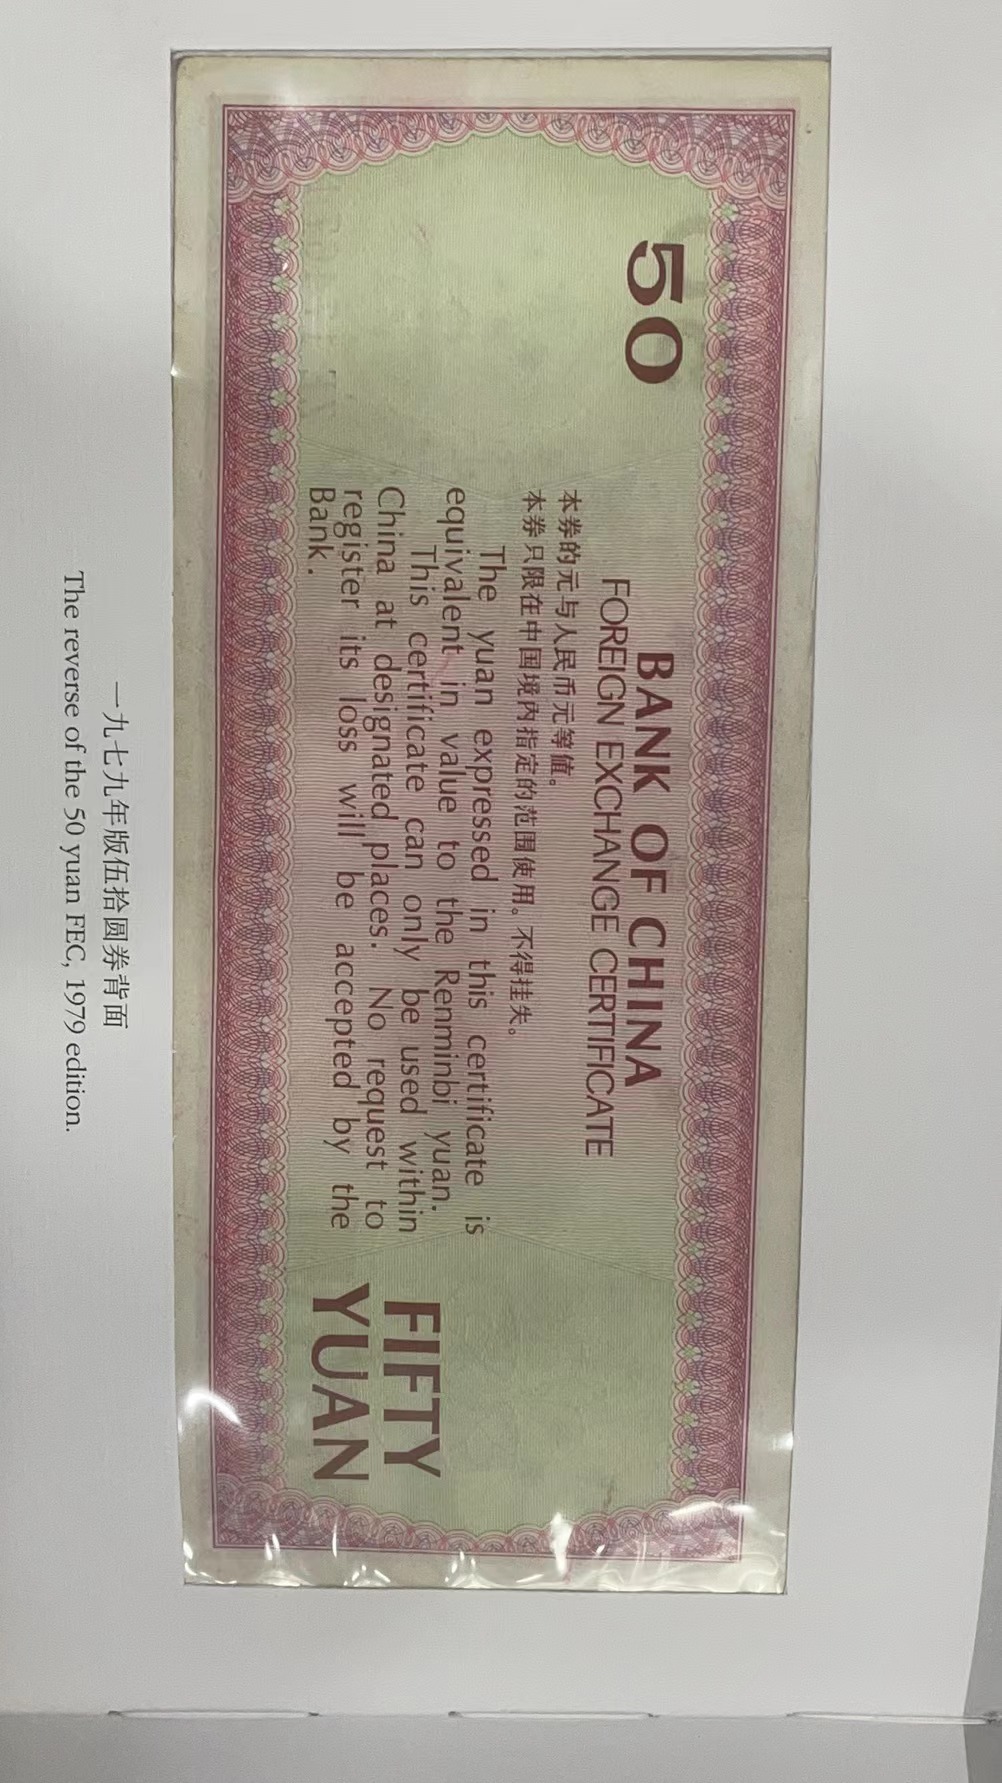 50
BANK OF CHINA
FOREIGN EXCHANGE CERTIFICATE
本券的元与人民币元等值。
本券只限在中国境内指定的范围使用。不得挂失。
The yuan expressed in this certificate is
equivalent in value to the Renminbi yuan.
This certificate can only be used within
China at designated places. No request to
register its loss will be accepted by the
Bank.
FIFTY
YUAN
一九七九年版伍拾圆券背面
The reverse of the 50 yuan FEC, 1979 edition.